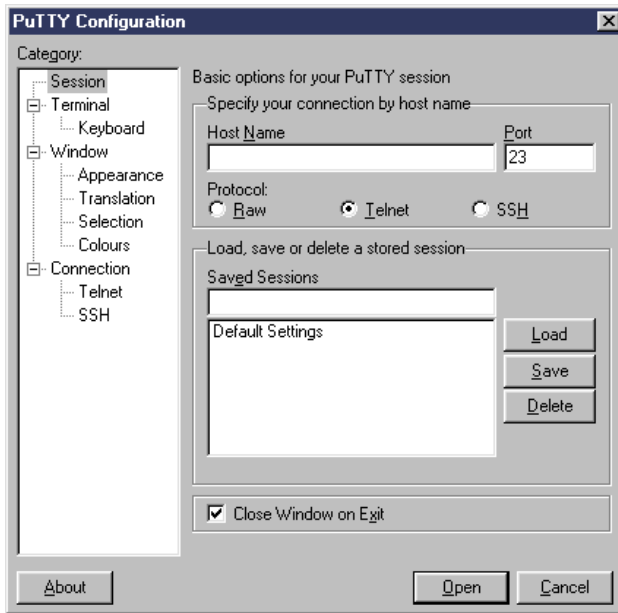 PuTTY Configuration
Category:
Session
Terminal
Keyboard
Window
Appearance
Translation
Selection
Colours
Connection
Telnet
SSH
Basic options for your PuTTY session
Specify your connection by host name
Host Name Port
23
Protocol:
Raw Telnet SSH
Load, save or delete a stored session
Saved Sessions
Default Settings
Load
Save
Delete
Close Window on Exit
About Open Cancel